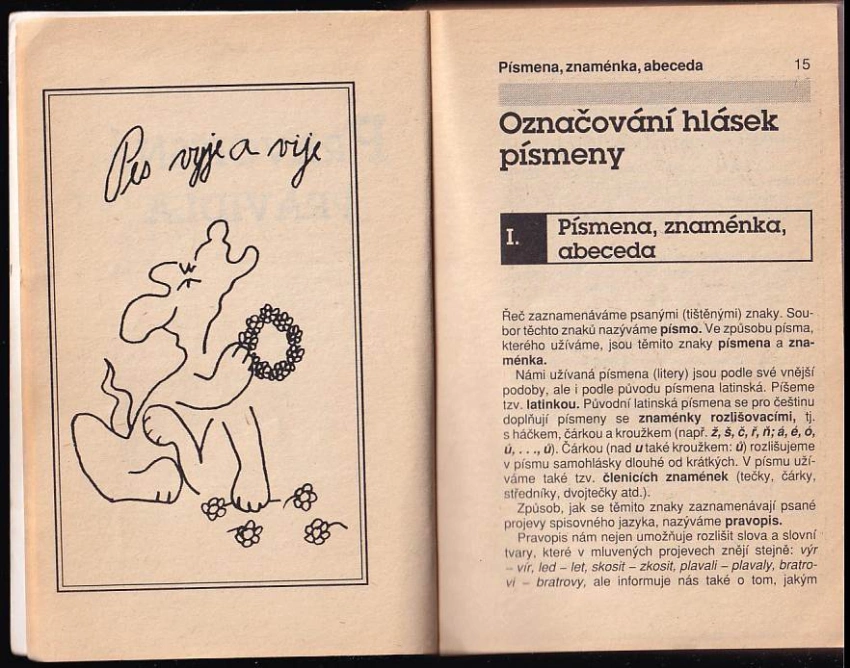 Pes vyje a vije
Písmena, znaménka, abeceda 15
Označování hlásek
písmeny
I. Písmena, znaménka,
abeceda
Řeč zaznamenáváme psanými (tištěnými) znaky. Sou-
bor těchto znaků nazýváme písmo. Ve způsobu písma,
kterého užíváme, jsou těmito znaky písmena a zna-
ménka.
Námi užívaná písmena (litery) jsou podle své vnější
podoby, ale i podle původu písmena latinská. Píšeme
tzv. latinkou. Původní latinská písmena se pro češtinu
doplňují písmeny se znaménky rozlišovacími, tj.
s háčkem, čárkou a kroužkem (např. ž, š, č, ř, ň; á, é, ó,
ú, . . ., ů). Čárkou (nad u také kroužkem: ů) rozlišujeme
v písmu samohlásky dlouhé od krátkých. V písmu uží-
váme také tzv. členicích znamének (tečky, čárky,
středníky, dvojtečky atd.).
Způsob, jak se těmito znaky zaznamenávají psané
projevy spisovného jazyka, nazýváme pravopis.
Pravopis nám nejen umožňuje rozlišit slova a slovní
tvary, které v mluvených projevech znějí stejně: výr
– vír, led – let, skosit – zkosit, plavali – plavaly, bratro-
vi – bratrovy, ale informuje nás také o tom, jakým